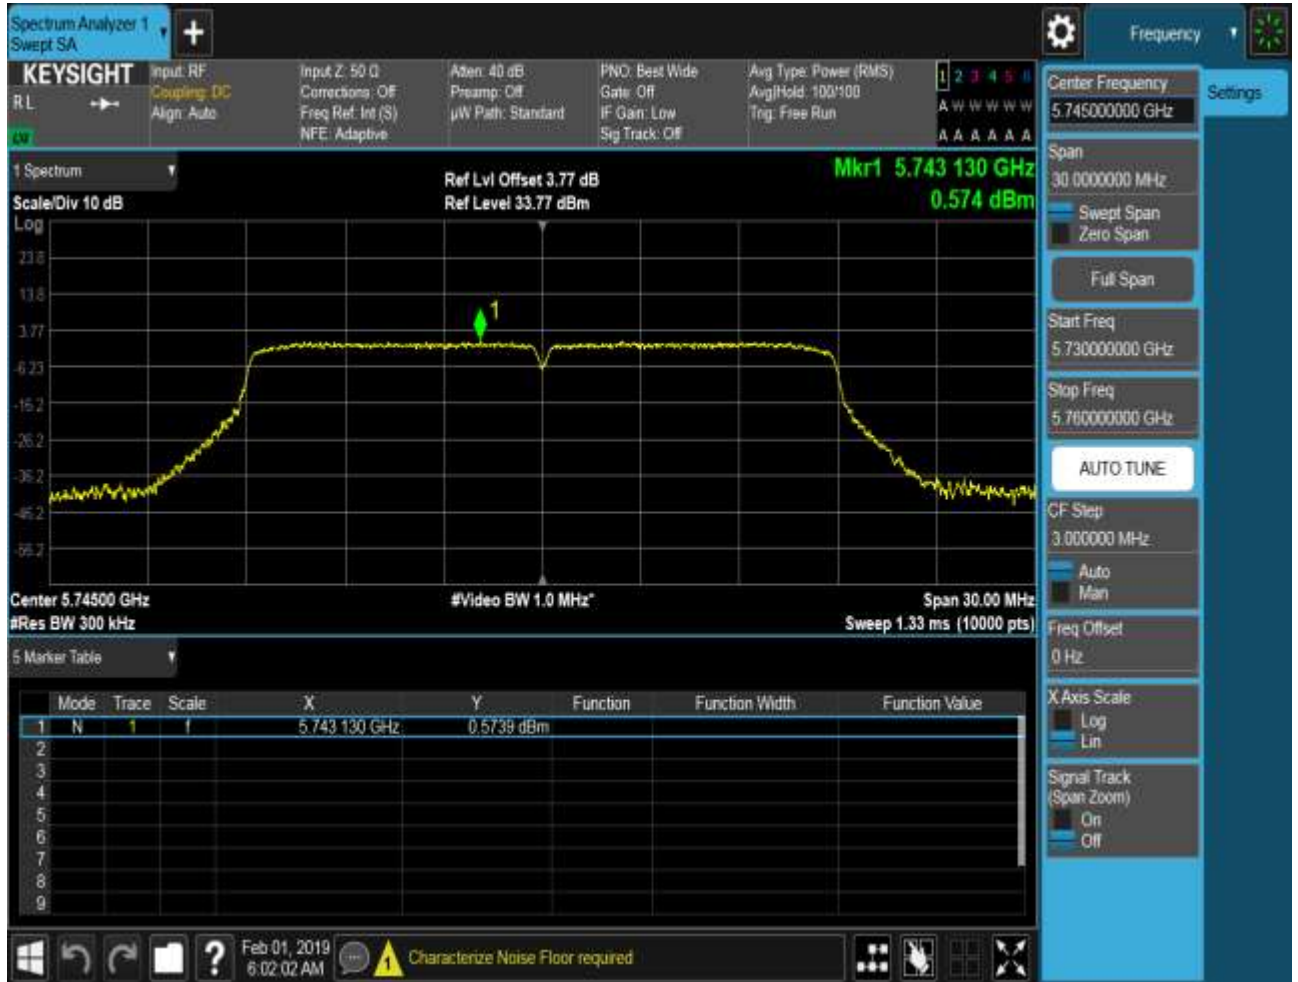 Spectrum Analyzer 1
Swept SA
+
Frequency
KEYSIGHT
RL
Input: RF
Coupling: DC
Align: Auto
Input Z: 50 Ω
Corrections: Off
Freq Ref: Int (S)
NFE: Adaptive
Atten: 40 dB
Preamp: Off
µW Path: Standard
PNO: Best Wide
Gate: Off
IF Gain: Low
Sig Track: Off
Avg Type: Power (RMS)
Avg|Hold: 100/100
Trig: Free Run
1 2 3 4 5 6
A W W W W W
A A A A A A
1 Spectrum
Scale/Div 10 dB
Log
Ref Lvl Offset 3.77 dB
Ref Level 33.77 dBm
Mkr1 5.743 130 GHz
0.574 dBm
23.8
13.8
3.77
-6.23
-16.2
-26.2
-36.2
-46.2
-56.2
1
Center 5.74500 GHz
#Res BW 300 kHz
#Video BW 1.0 MHz*
Span 30.00 MHz
Sweep 1.33 ms (10000 pts)
5 Marker Table
Mode Trace Scale X Y Function Function Width Function Value
1 N 1 f 5.743 130 GHz 0.5739 dBm
2
3
4
5
6
7
8
9
Feb 01, 2019
6:02:02 AM
?
1
Characterize Noise Floor required
Settings
Center Frequency
5.745000000 GHz
Span
30.0000000 MHz
Swept Span
Zero Span
Full Span
Start Freq
5.730000000 GHz
Stop Freq
5.760000000 GHz
AUTO TUNE
CF Step
3.000000 MHz
Auto
Man
Freq Offset
0 Hz
X Axis Scale
Log
Lin
Signal Track
(Span Zoom)
On
Off